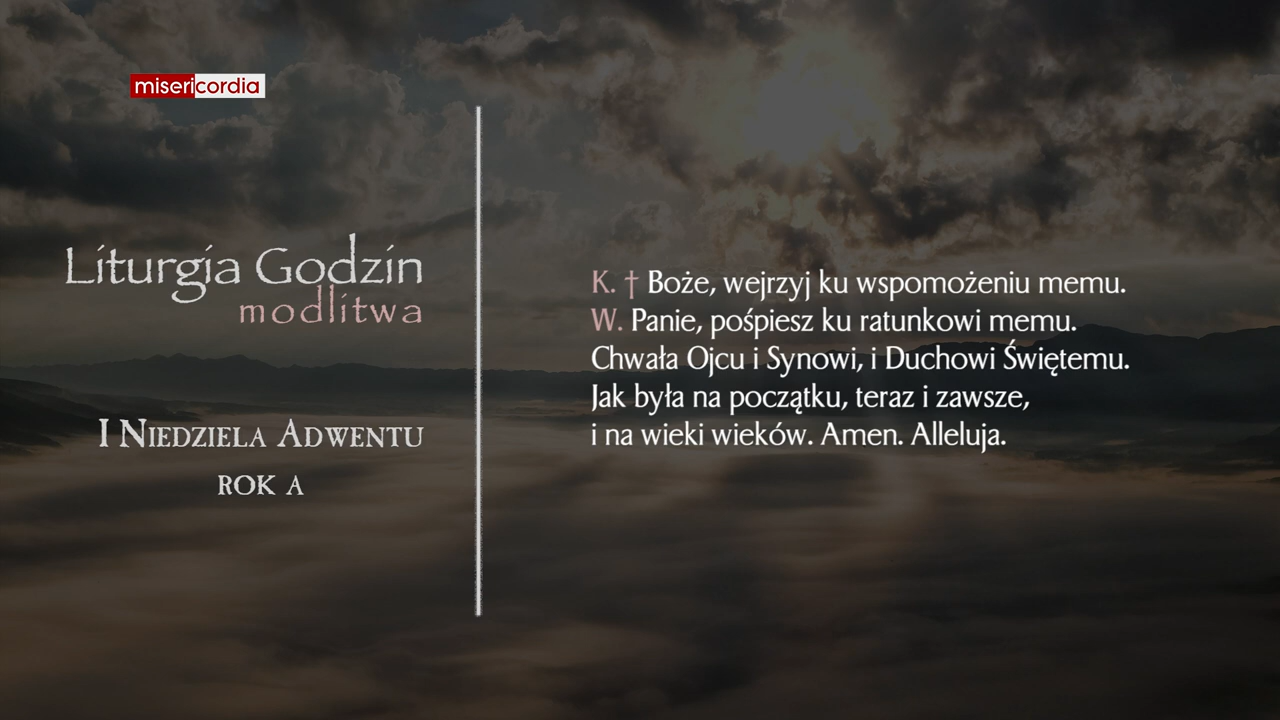 misericordia
Liturgia Godzin
modlitwa
I Niedziela Adwentu
rok A
K. † Boże, wejrzyj ku wspomożeniu memu.
W. Panie, pośpiesz ku ratunkowi memu.
Chwała Ojcu i Synowi, i Duchowi Świętemu.
Jak była na początku, teraz i zawsze,
i na wieki wieków. Amen. Alleluja.